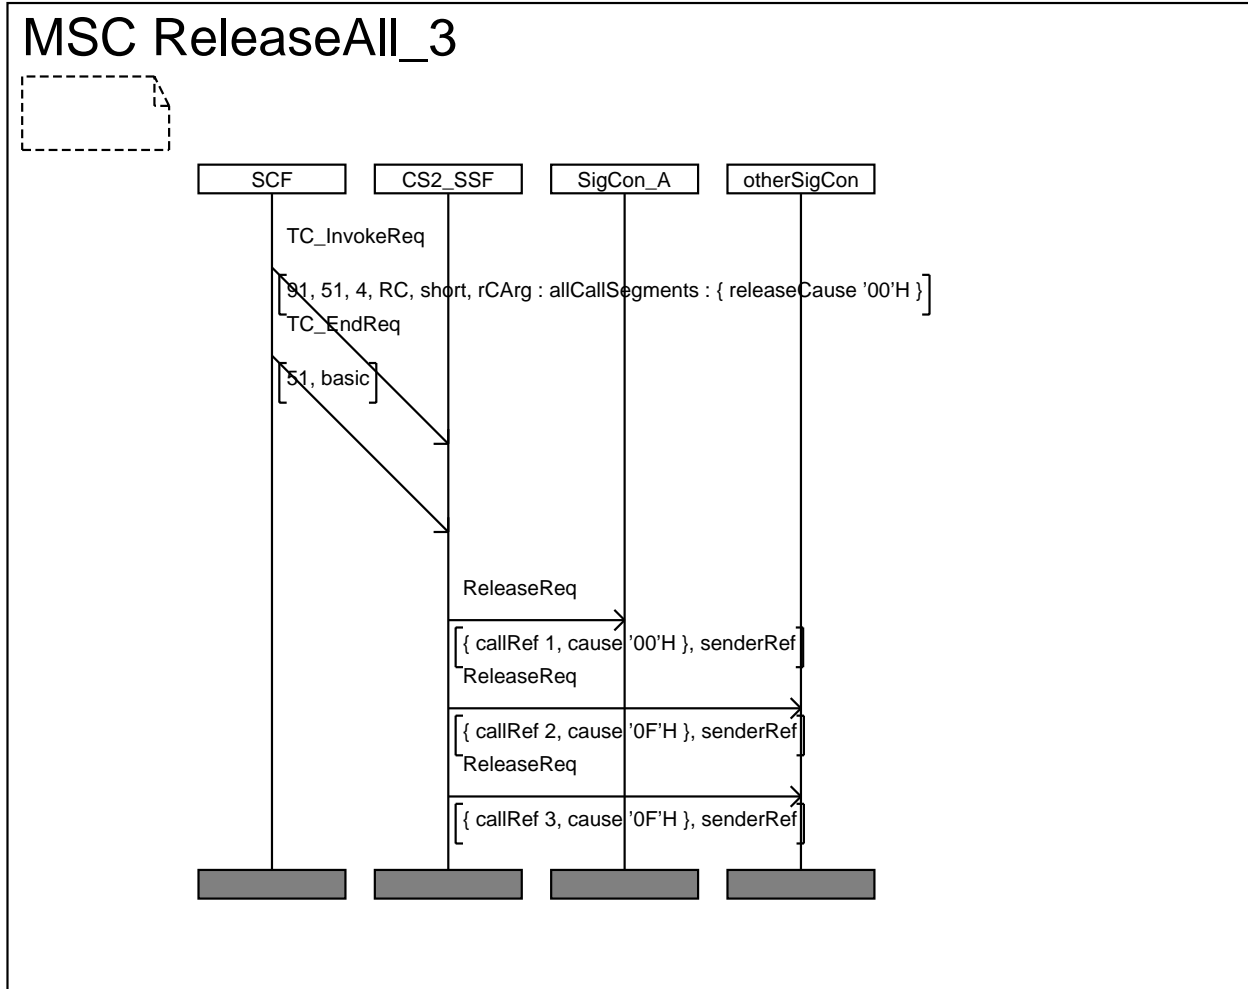 MSC ReleaseAll_3
SCF
CS2_SSF
SigCon_A
otherSigCon
TC_InvokeReq
91, 51, 4, RC, short, rCArg : allCallSegments : { releaseCause '00'H }
TC_EndReq
51, basic
ReleaseReq
{ callRef 1, cause '00'H }, senderRef
ReleaseReq
{ callRef 2, cause '0F'H }, senderRef
ReleaseReq
{ callRef 3, cause '0F'H }, senderRef